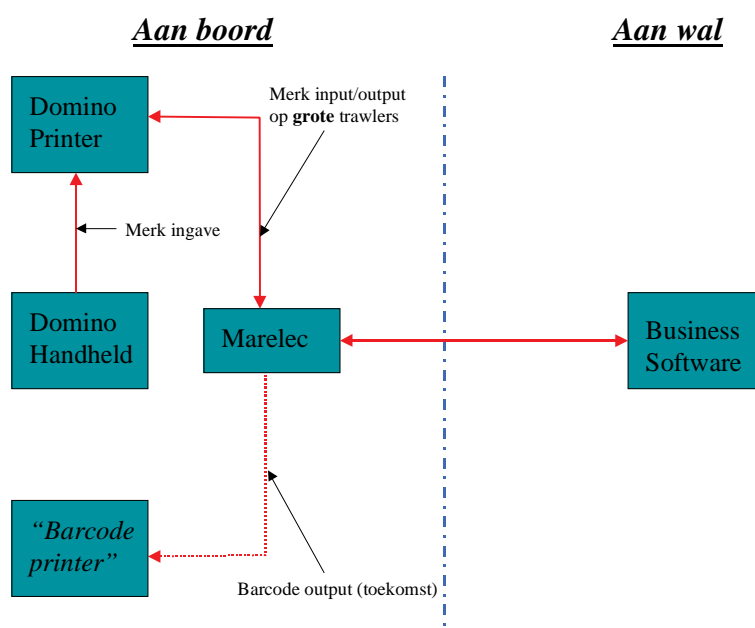 Aan boord
Aan wal
Domino
Printer
Merk input/output
op grote trawlers
Merk ingave
Domino
Handheld
Marelec
Business
Software
“Barcode
printer”
Barcode output (toekomst)